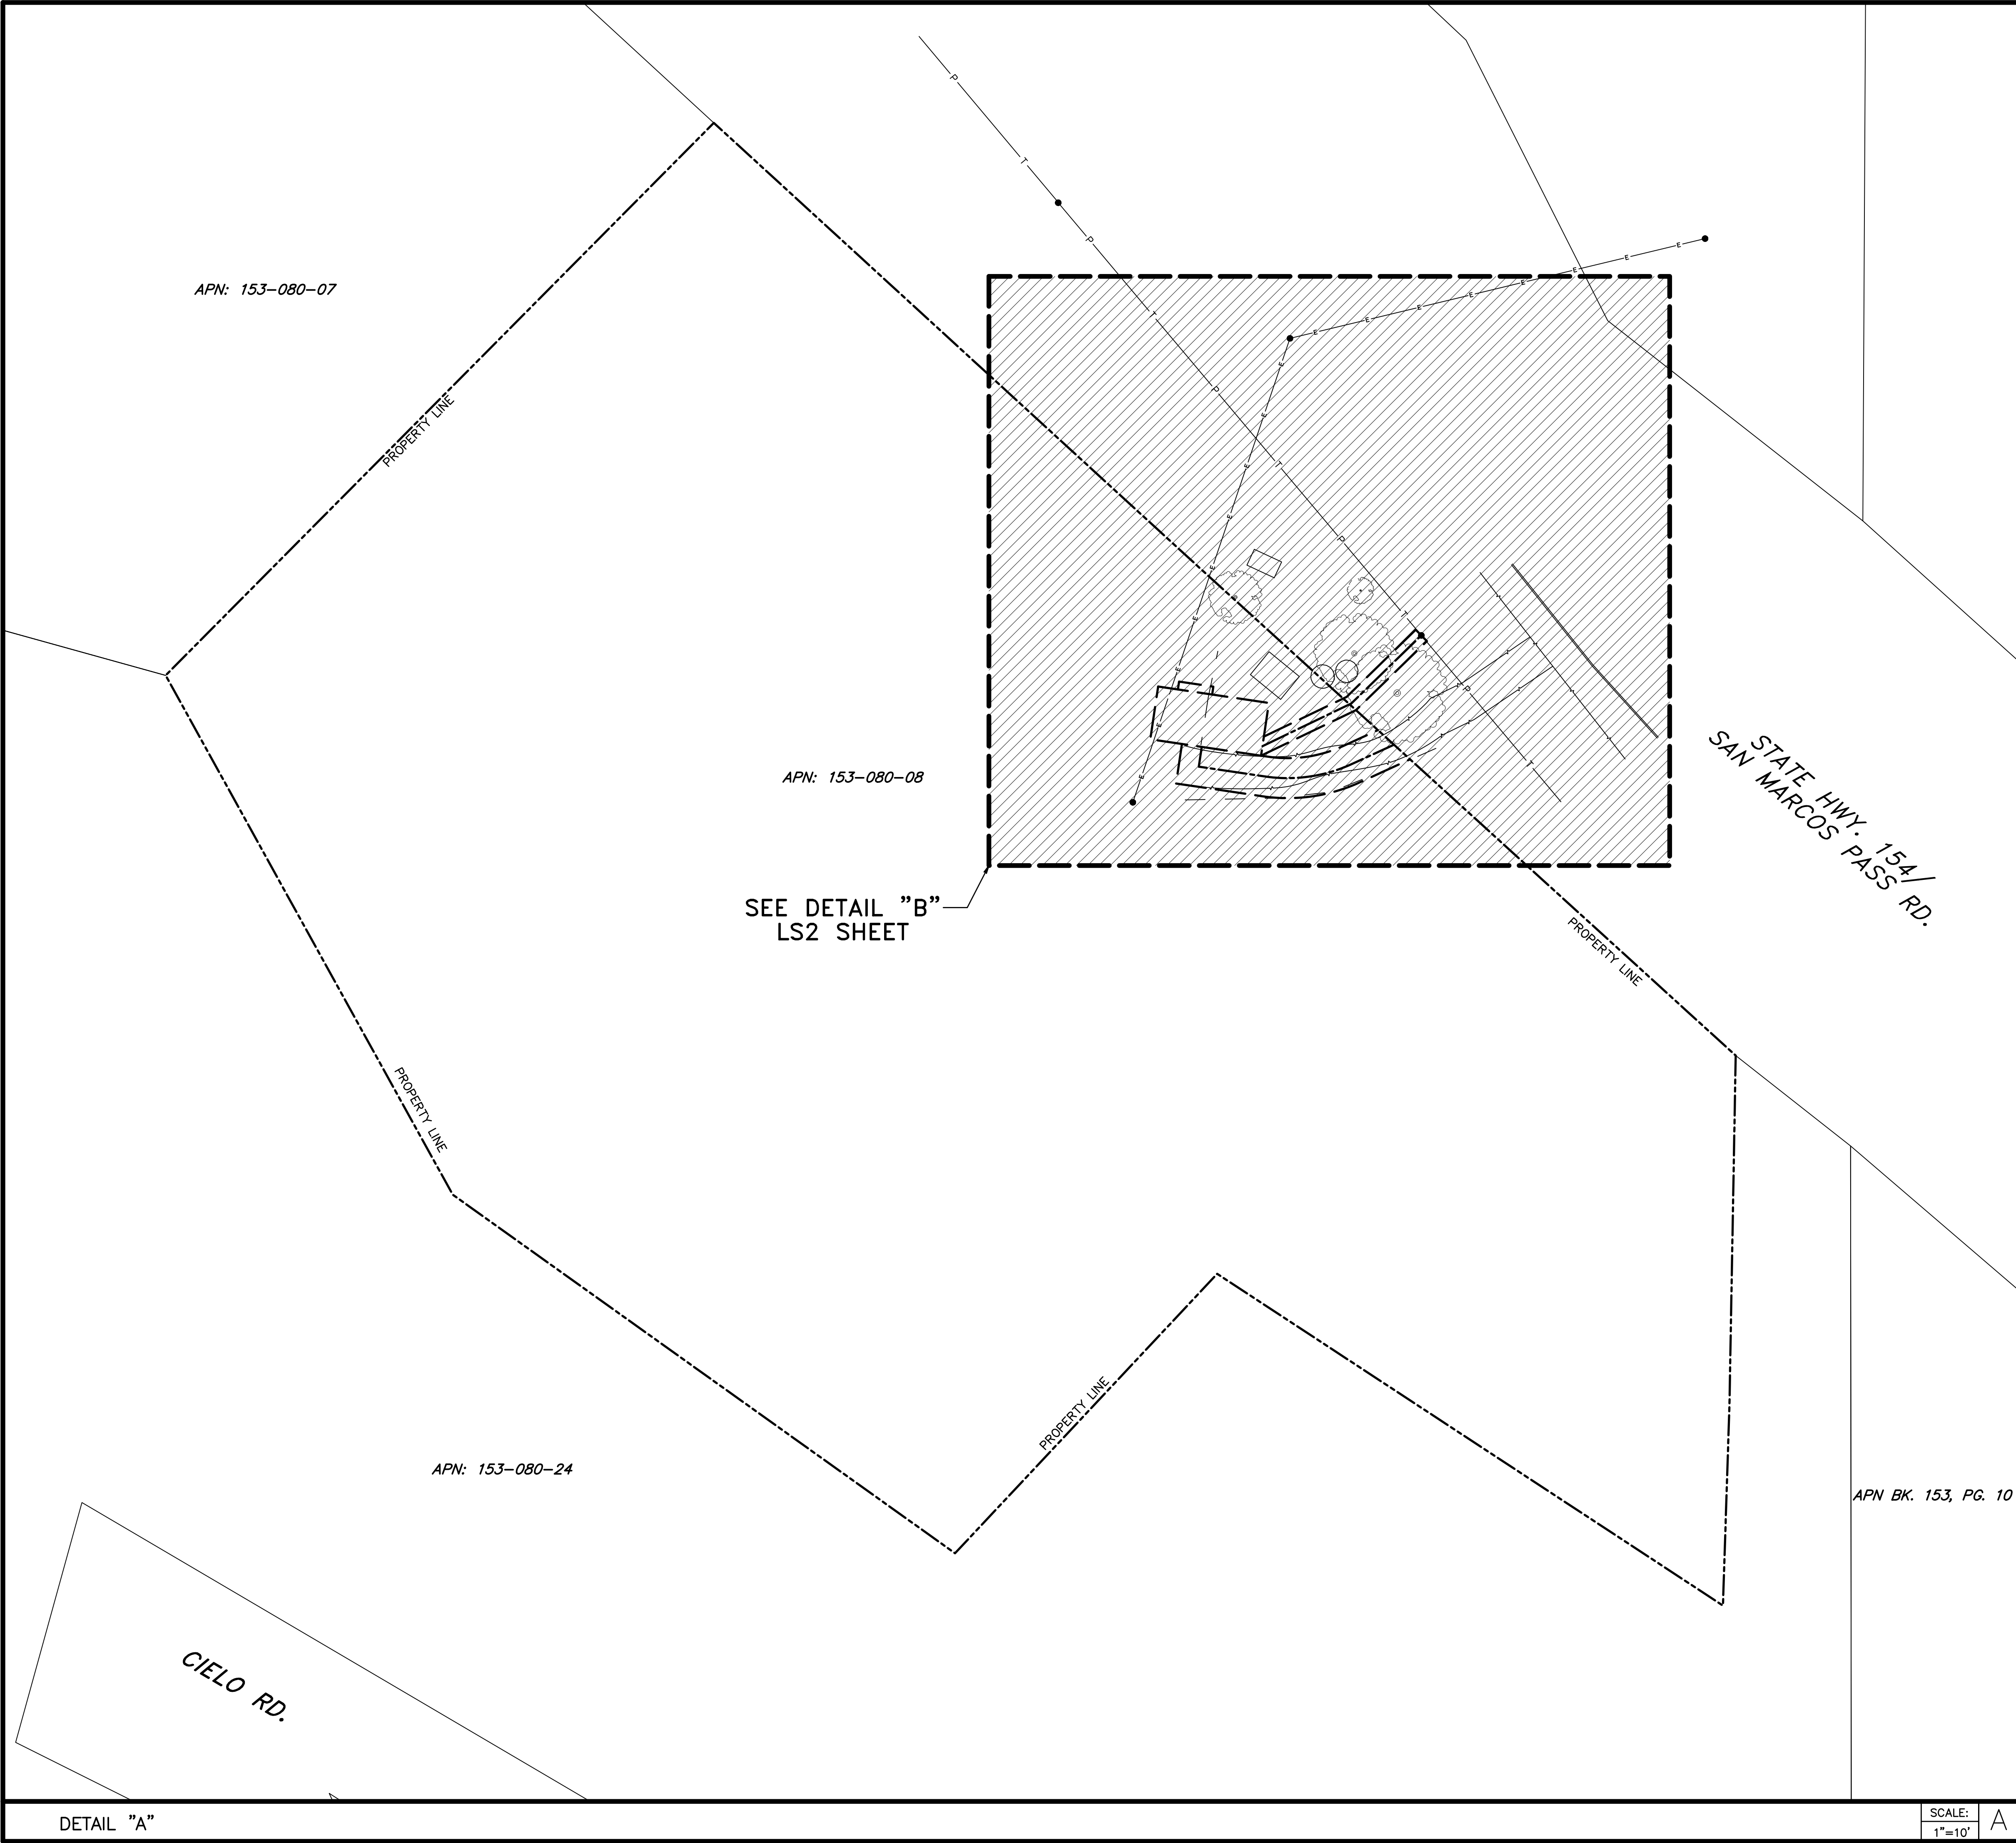 P
T
P
E
E
E
T
E
E
E
APN: 153-080-07
E
E
E
P
E
PROPERTY LINE
T
E
E
P
E
T
E
E
P
E
STATE HWY. 154/
SAN MARCOS PASS RD.
T
E
APN: 153-080-08
SEE DETAIL "B"
LS2 SHEET
PROPERTY LINE
PROPERTY LINE
PROPERTY LINE
APN: 153-080-24
APN BK. 153, PG. 10
CIELO RD.
DETAIL "A"
SCALE:
1"=10'
A